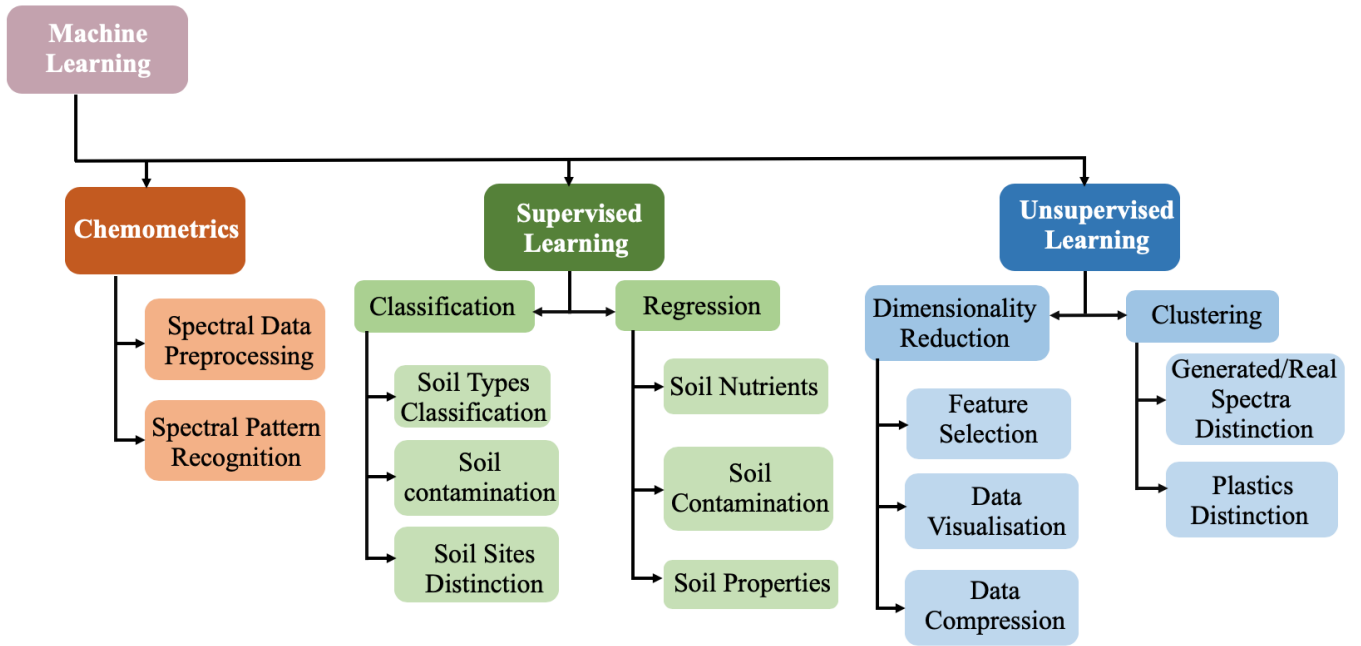 Machine
Learning
Chemometrics
Spectral Data
Preprocessing
Spectral Pattern
Recognition
Supervised
Learning
Classification
Soil Types
Classification
Soil
contamination
Soil Sites
Distinction
Regression
Soil Nutrients
Soil
Contamination
Soil Properties
Unsupervised
Learning
Dimensionality
Reduction
Feature
Selection
Data
Visualisation
Data
Compression
Clustering
Generated/Real
Spectra
Distinction
Plastics
Distinction